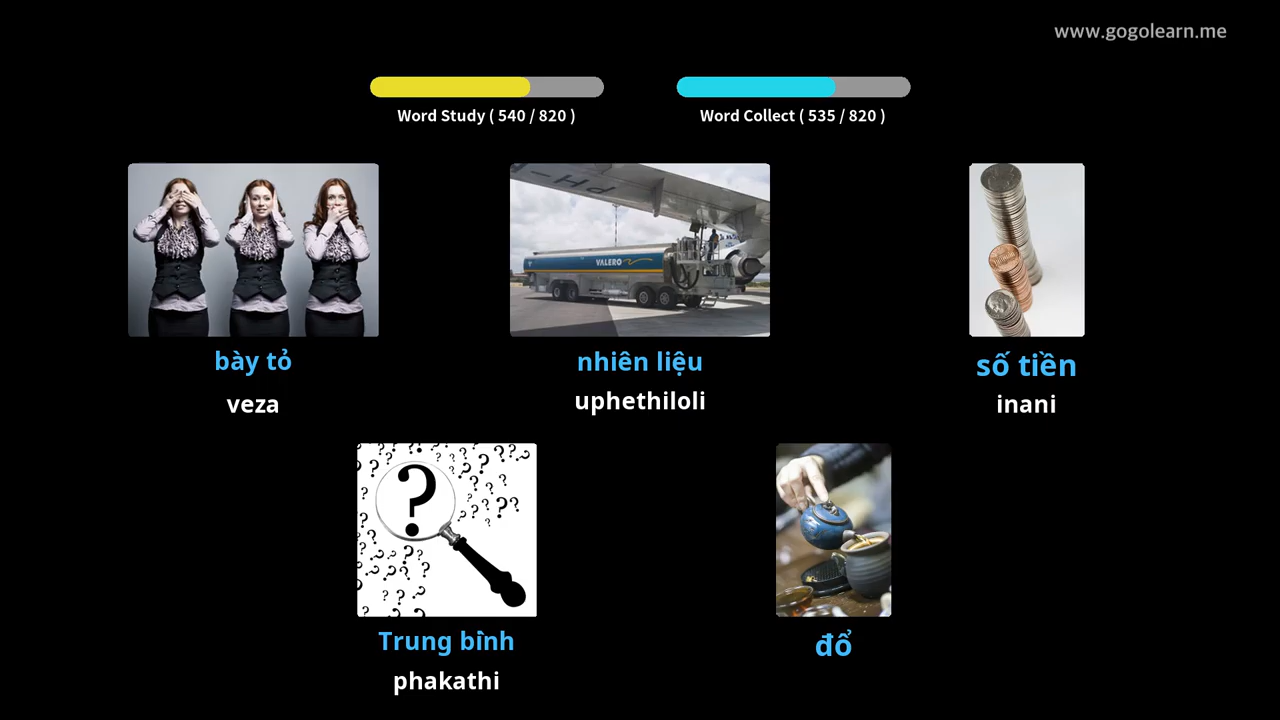 www.gogolearn.me
Word Study ( 540 / 820 )
Word Collect ( 535 / 820 )
VALERO
bày tỏ
nhiên liệu
số tiền
veza
uphethiloli
inani
Trung bình
đổ
phakathi